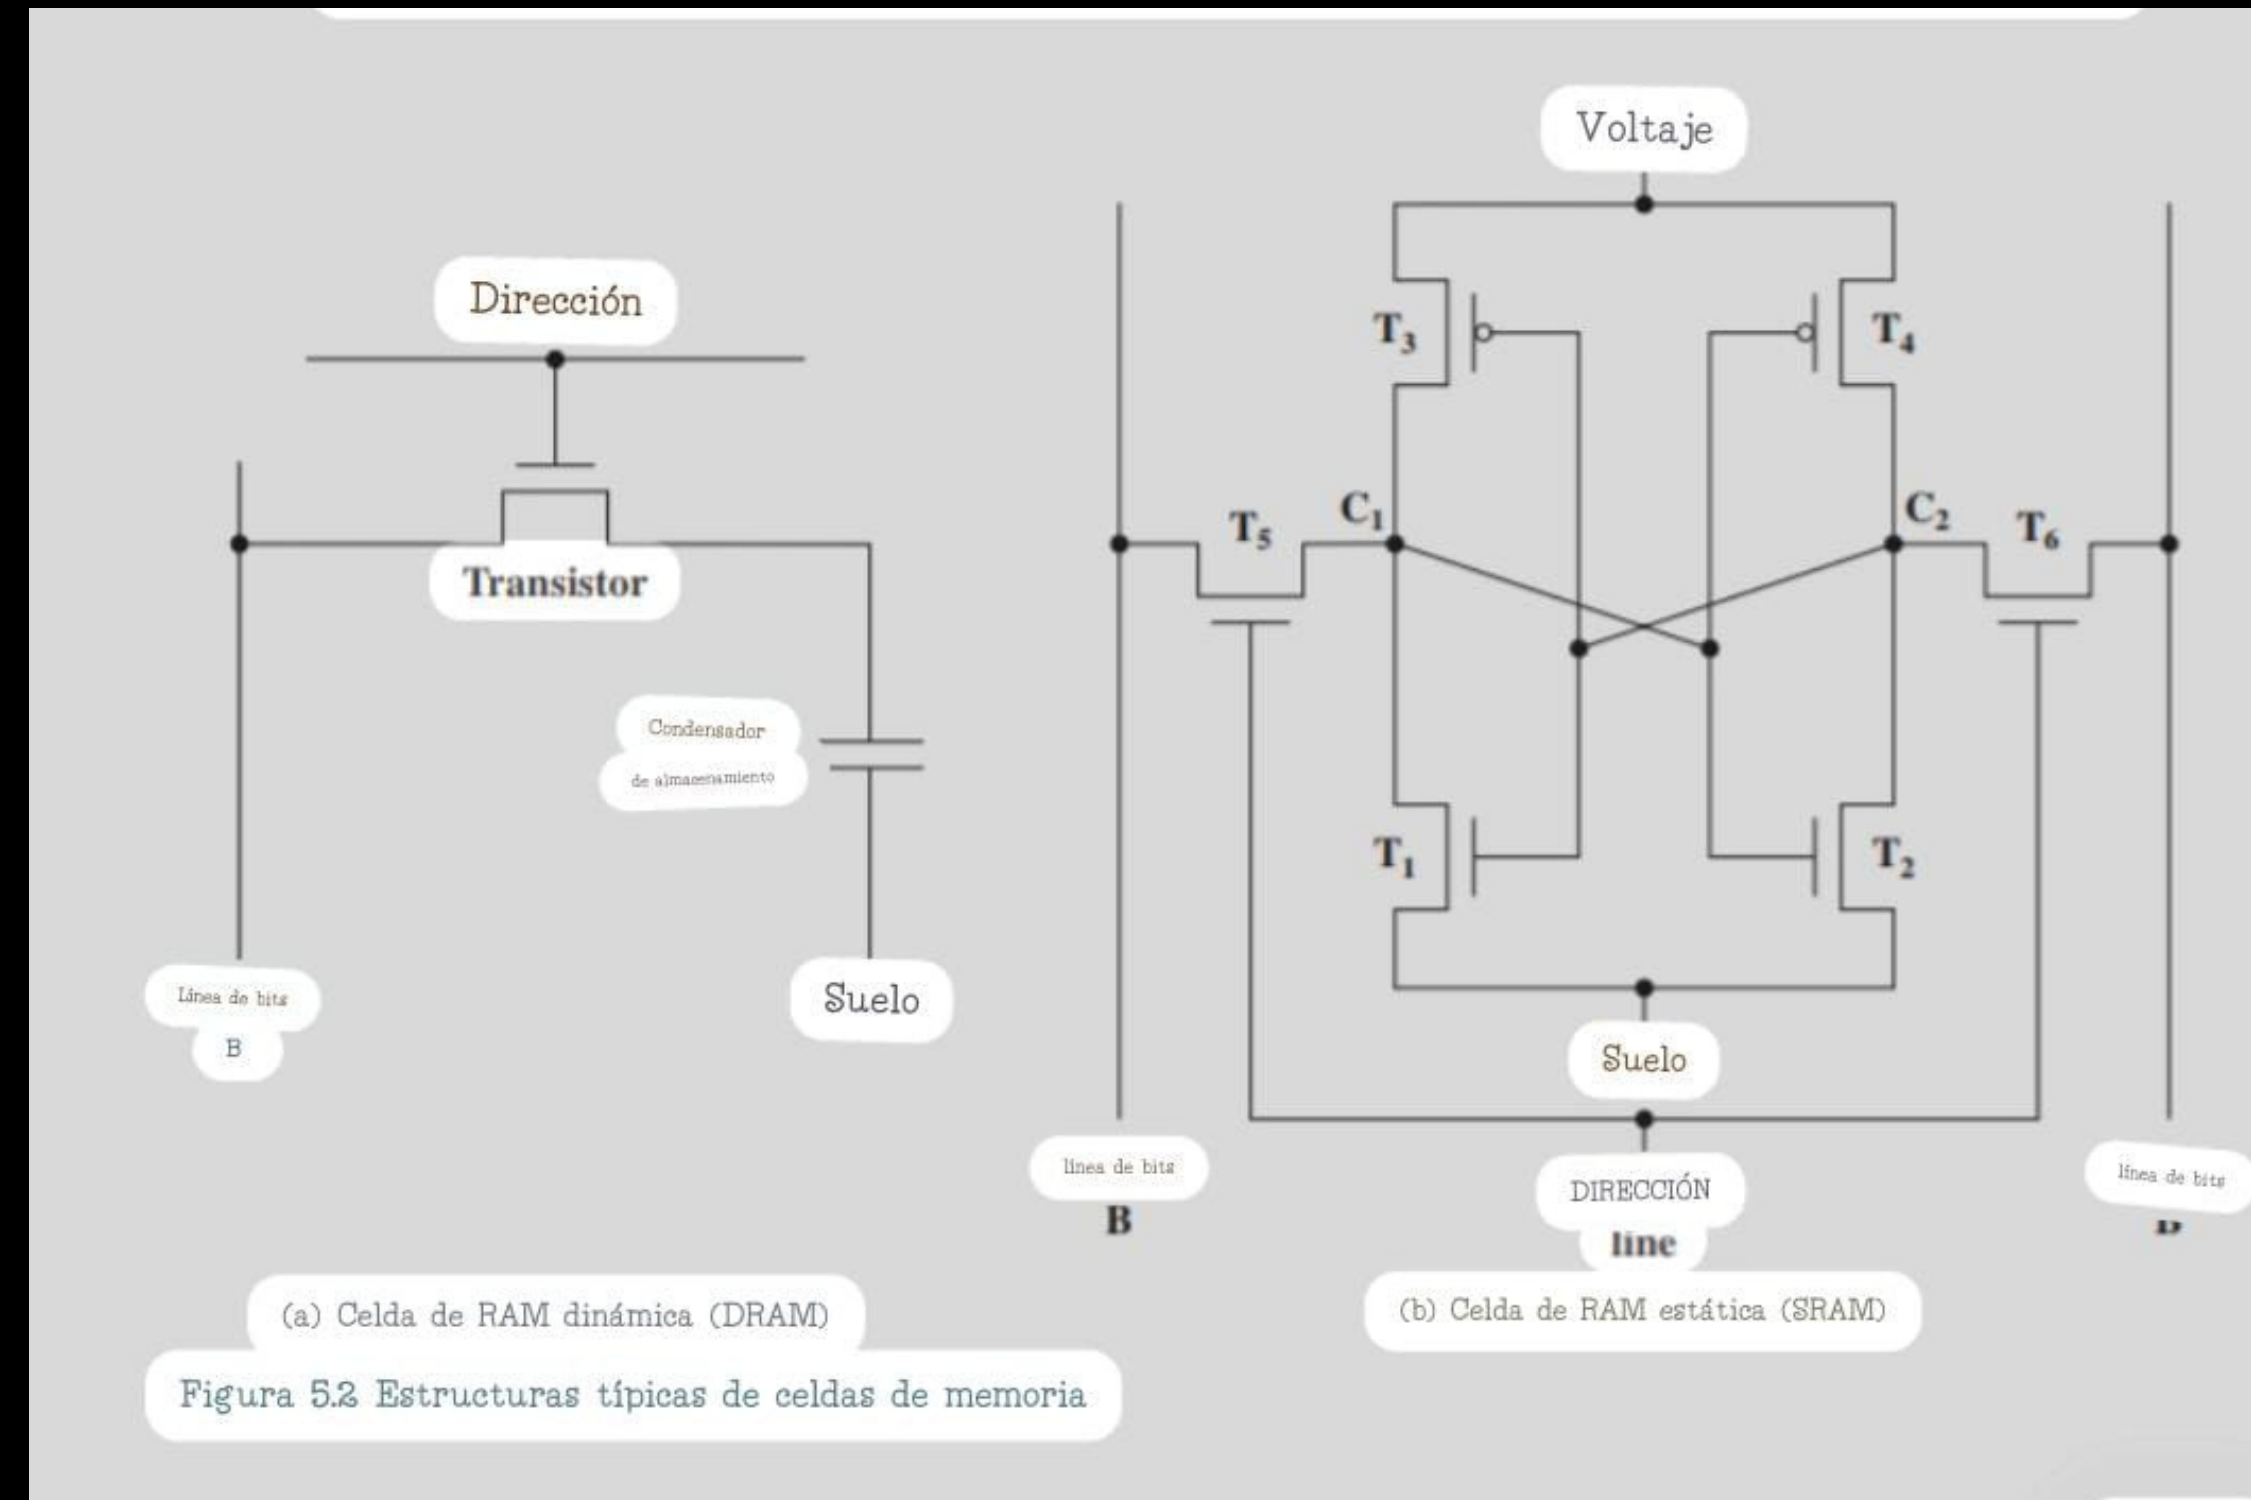 Voltaje
Dirección
T3
T4
C1
C2
T5
T6
Transistor
Condensador
de almacenamiento
T1
T2
Línea de bits
B
Suelo
Suelo
línea de bits
B
DIRECCIÓN
line
línea de bits
(a) Celda de RAM dinámica (DRAM)
(b) Celda de RAM estática (SRAM)
Figura 5.2 Estructuras típicas de celdas de memoria